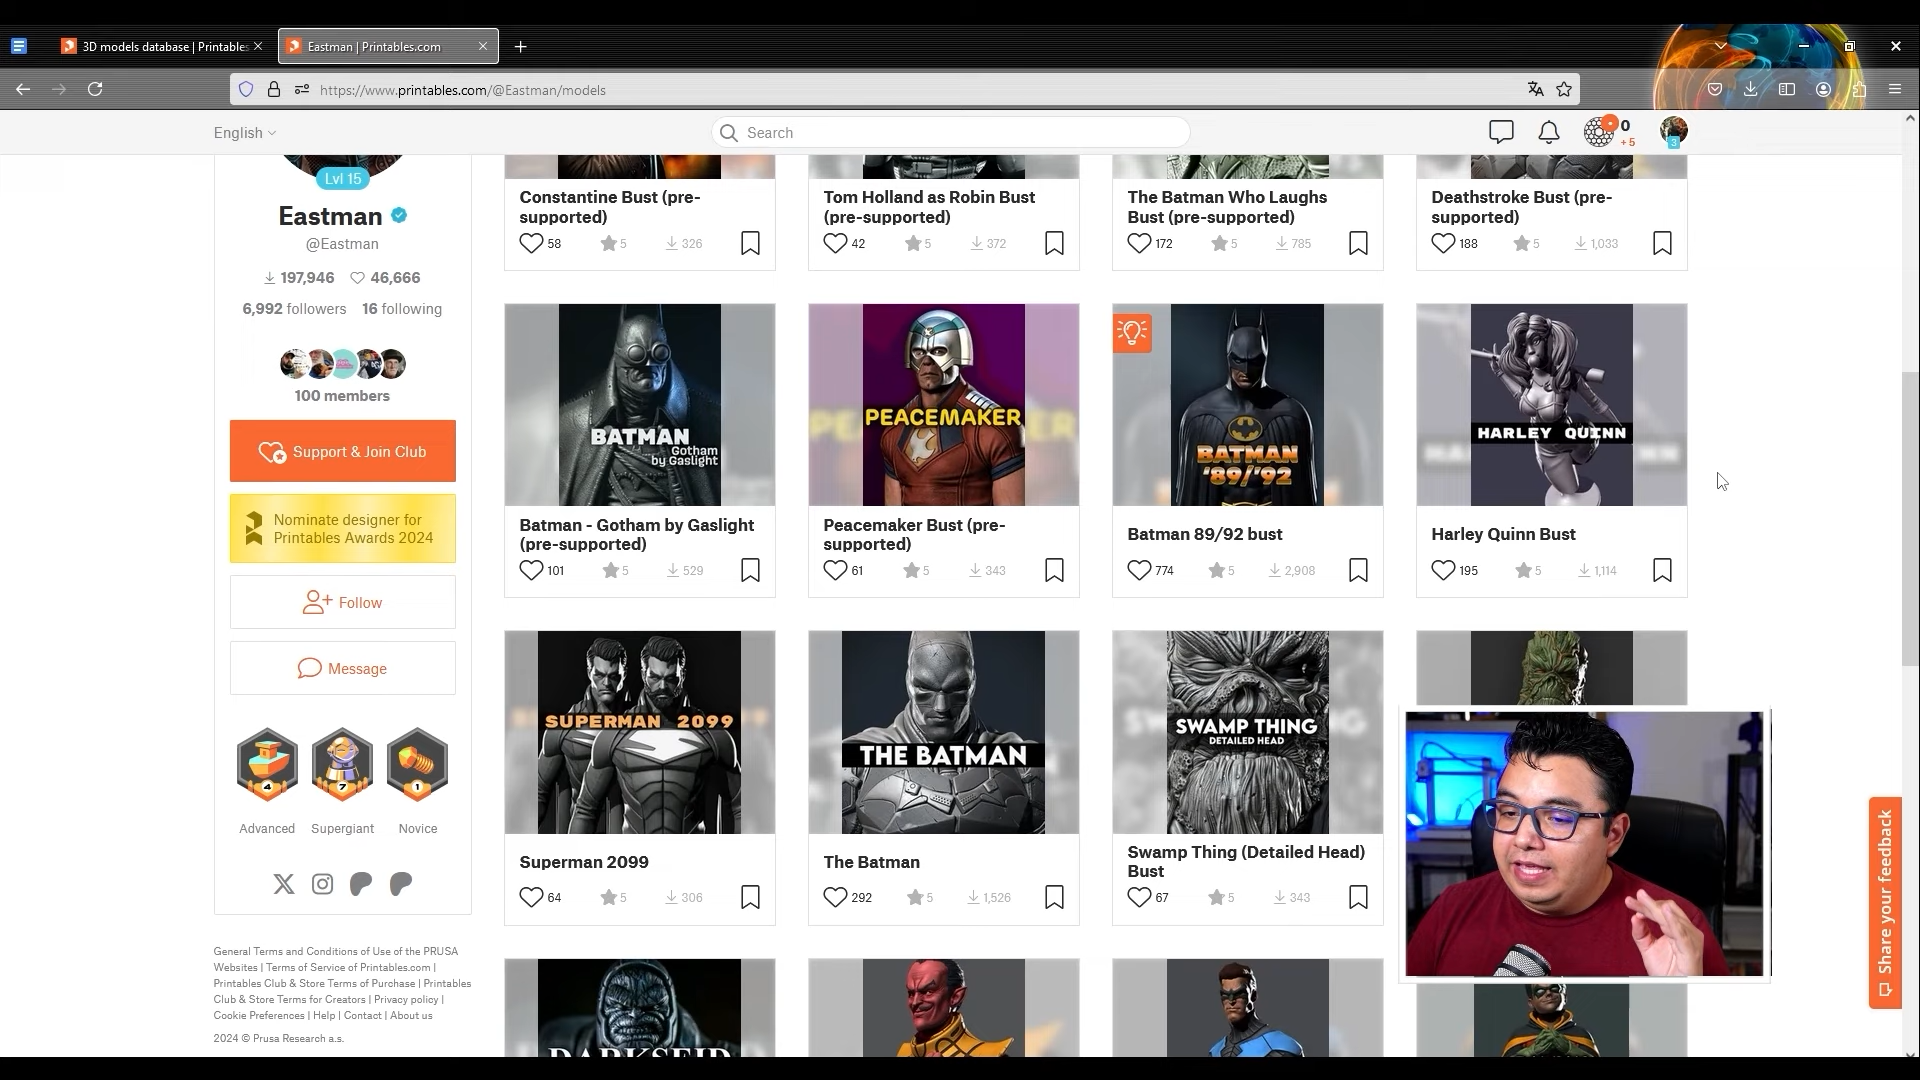 3D models database | Printables
Eastman | Printables.com
https://www.printables.com/@Eastman/models
English
Search
0
+5
3
Lvl 15
Eastman
@Eastman
197,946
46,666
6,992 followers
16 following
100 members
Support & Join Club
Nominate designer for
Printables Awards 2024
Follow
Message
4
7
1
Advanced
Supergiant
Novice
General Terms and Conditions of Use of the PRUSA
Websites | Terms of Service of Printables.com |
Printables Club & Store Terms of Purchase | Printables
Club & Store Terms for Creators | Privacy policy |
Cookie Preferences | Help | Contact | About us
2024 © Prusa Research a.s.
Constantine Bust (pre-
supported)
58
5
326
Tom Holland as Robin Bust
(pre-supported)
42
5
372
The Batman Who Laughs
Bust (pre-supported)
172
5
785
Deathstroke Bust (pre-
supported)
188
5
1,033
BATMAN
Gotham
by Gaslight
Batman - Gotham by Gaslight
(pre-supported)
101
5
529
PEACEMAKER
Peacemaker Bust (pre-
supported)
61
5
343
BATMAN
'89/'92
Batman 89/92 bust
774
5
2,908
HARLEY QUINN
Harley Quinn Bust
195
5
1,114
SUPERMAN 2099
Superman 2099
64
5
306
THE BATMAN
The Batman
292
5
1,526
SWAMP THING
DETAILED HEAD
Swamp Thing (Detailed Head)
Bust
67
5
343
DARKSEID
Share your feedback